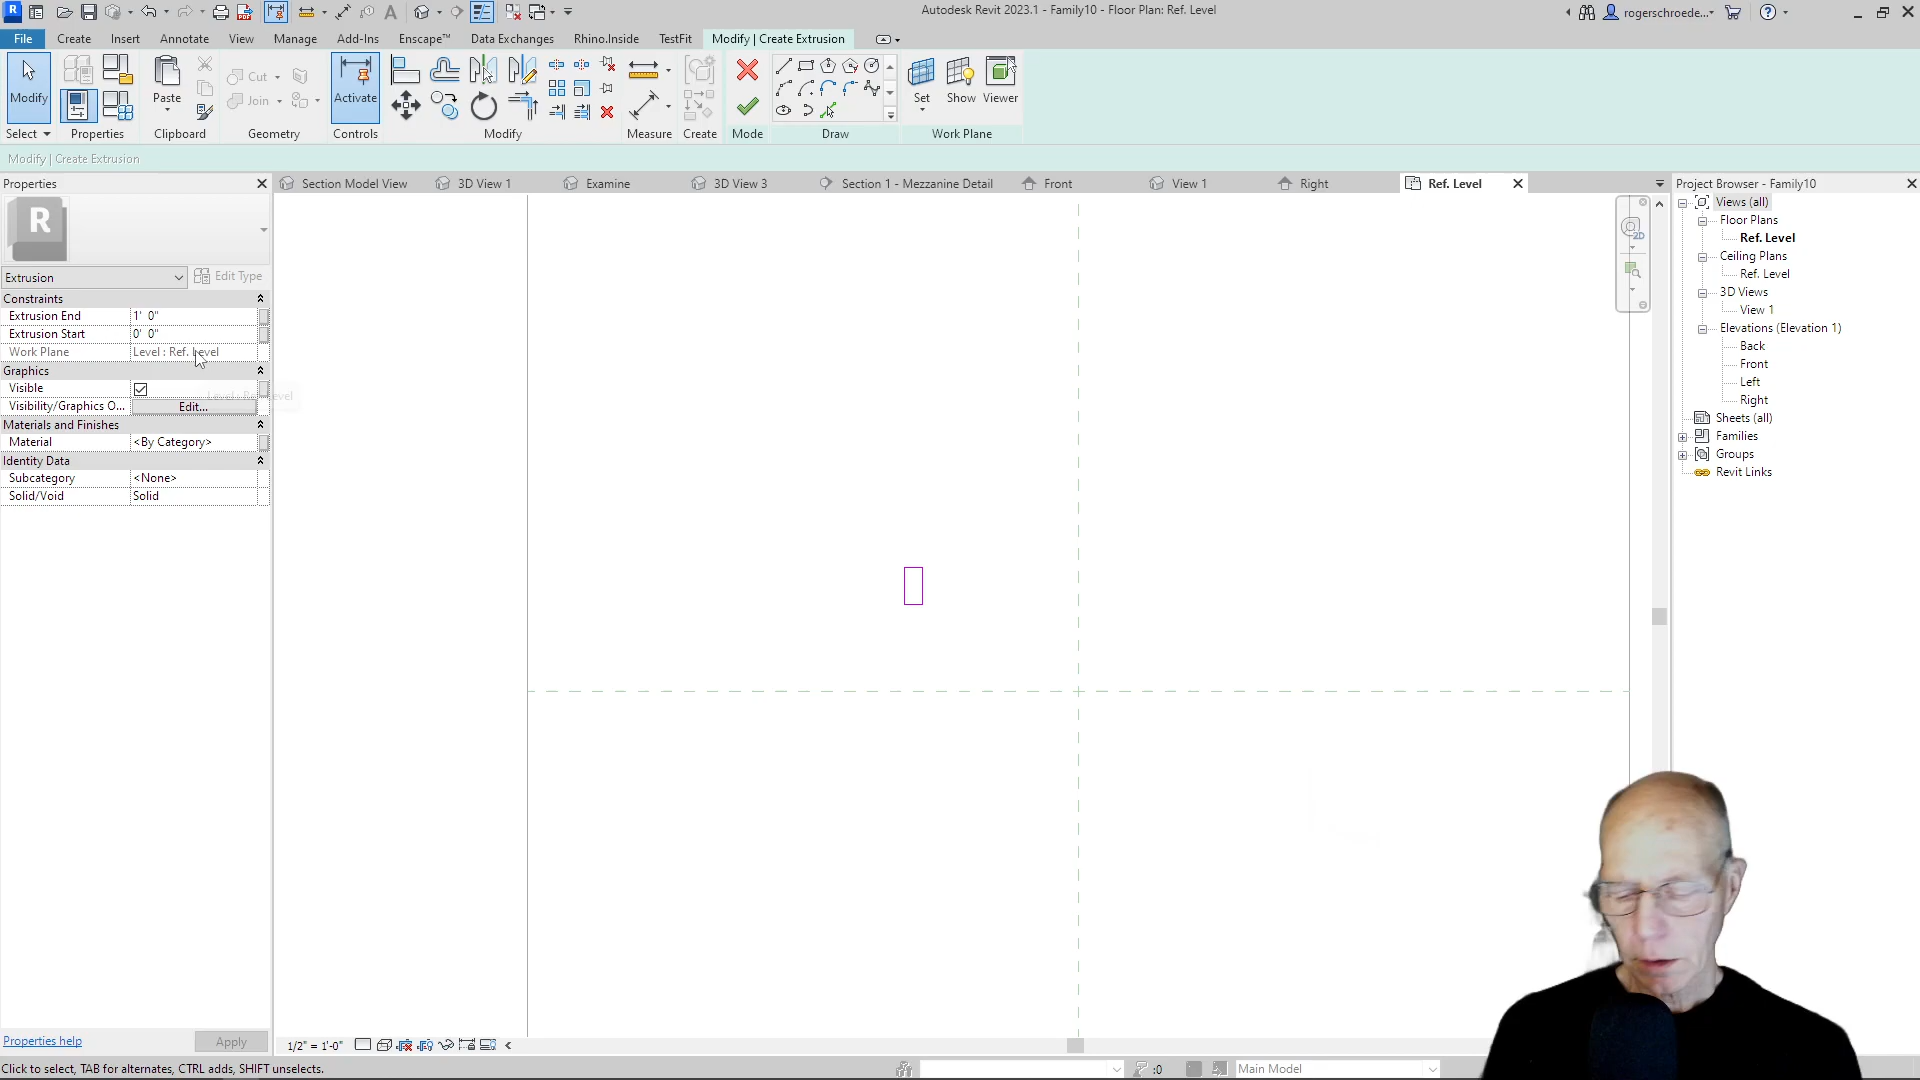 Autodesk Revit 2023.1 - Family10 - Floor Plan: Ref. Level
rogerschroede...
File
Create
Insert
Annotate
View
Manage
Add-Ins
Enscape™
Data Exchanges
Rhino.Inside
TestFit
Modify | Create Extrusion
Modify
Paste
Cut
Join
Activate
Set
Show
Viewer
Select
Properties
Clipboard
Geometry
Controls
Modify
Measure
Create
Mode
Draw
Work Plane
Modify | Create Extrusion
Properties
Section Model View
3D View 1
Examine
3D View 3
Section 1 - Mezzanine Detail
Front
View 1
Right
Ref. Level
Project Browser - Family10
R
Extrusion
Edit Type
Constraints
Extrusion End 1' 0"
Extrusion Start 0' 0"
Work Plane Level : Ref. Level
Graphics
Visible
Visibility/Graphics O... Edit...
Materials and Finishes
Material <By Category>
Identity Data
Subcategory <None>
Solid/Void Solid
2D
Views (all)
Floor Plans
Ref. Level
Ceiling Plans
Ref. Level
3D Views
View 1
Elevations (Elevation 1)
Back
Front
Left
Right
Sheets (all)
Families
Groups
Revit Links
Properties help
Apply
1/2" = 1'-0"
Click to select, TAB for alternates, CTRL adds, SHIFT unselects.
:0
Main Model